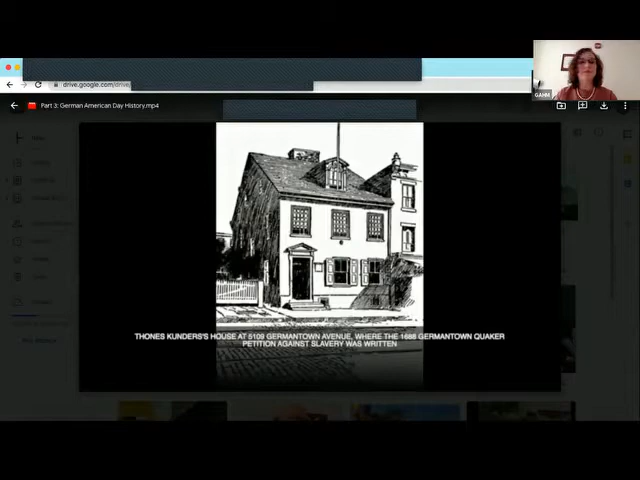 drive.google.com/drive/
GAHM
Part 3: German American Day History.mp4
THONES KUNDERS'S HOUSE AT 5109 GERMANTOWN AVENUE, WHERE THE 1688 GERMANTOWN QUAKER
PETITION AGAINST SLAVERY WAS WRITTEN